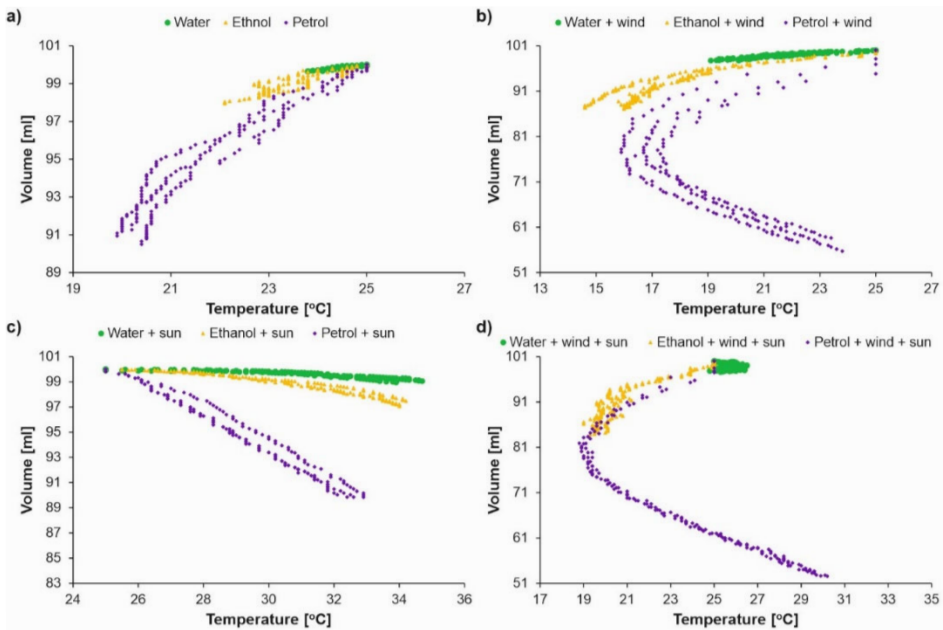 a)
Water Ethnol Petrol
101
99
97
95
93
91
89
Volume [ml]
19 21 23 25 27
Temperature [ºC]
b)
Water + wind Ethanol + wind Petrol + wind
101
91
81
71
61
51
Volume [ml]
13 15 17 19 21 23 25 27
Temperature [ºC]
c)
Water + sun Ethanol + sun Petrol + sun
101
99
97
95
93
91
89
87
85
83
Volume [ml]
24 26 28 30 32 34 36
Temperature [ºC]
d)
Water + wind + sun Ethanol + wind + sun Petrol + wind + sun
101
91
81
71
61
51
Volume [ml]
17 19 21 23 25 27 29 31 33 35
Temperature [ºC]